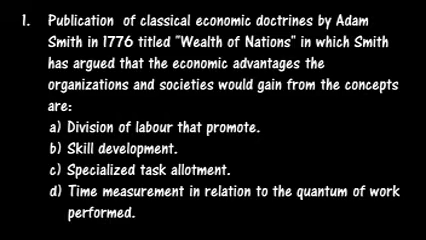 1. Publication of classical economic doctrines by Adam
Smith in 1776 titled "Wealth of Nations" in which Smith
has argued that the economic advantages the
organizations and societies would gain from the concepts
are:
a) Division of labour that promote.
b) Skill development.
c) Specialized task allotment.
d) Time measurement in relation to the quantum of work
performed.